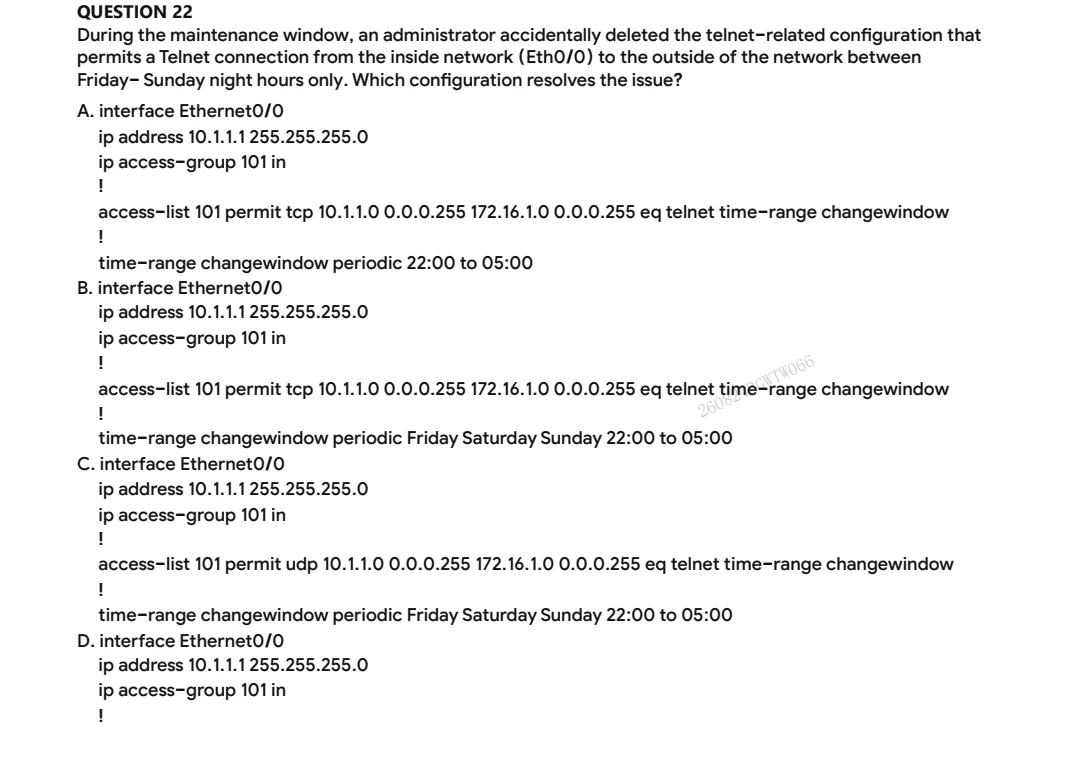 QUESTION 22
During the maintenance window, an administrator accidentally deleted the telnet-related configuration that
permits a Telnet connection from the inside network (Eth0/0) to the outside of the network between
Friday- Sunday night hours only. Which configuration resolves the issue?
A. interface Ethernet0/0
ip address 10.1.1.1 255.255.255.0
ip access-group 101 in
!
access-list 101 permit tcp 10.1.1.0 0.0.0.255 172.16.1.0 0.0.0.255 eq telnet time-range changewindow
!
time-range changewindow periodic 22:00 to 05:00
B. interface Ethernet0/0
ip address 10.1.1.1 255.255.255.0
ip access-group 101 in
!
access-list 101 permit tcp 10.1.1.0 0.0.0.255 172.16.1.0 0.0.0.255 eq telnet time-range changewindow
!
time-range changewindow periodic Friday Saturday Sunday 22:00 to 05:00
C. interface Ethernet0/0
ip address 10.1.1.1 255.255.255.0
ip access-group 101 in
!
access-list 101 permit udp 10.1.1.0 0.0.0.255 172.16.1.0 0.0.0.255 eq telnet time-range changewindow
!
time-range changewindow periodic Friday Saturday Sunday 22:00 to 05:00
D. interface Ethernet0/0
ip address 10.1.1.1 255.255.255.0
ip access-group 101 in
!